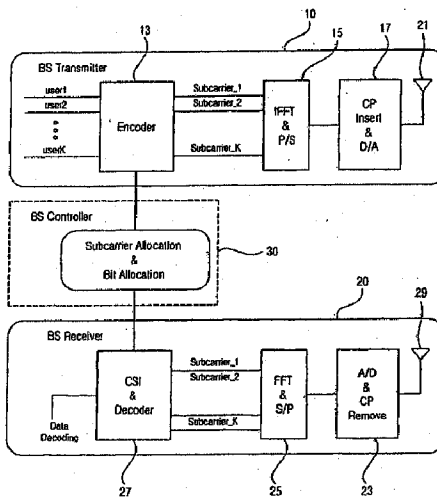 10
13
15
17
21
BS Transmitter
user1
user2
userK
Encoder
Subcarrier_1
Subcarrier_2
Subcarrier_K
IFFT
&
P/S
CP
Insert
&
D/A
BS Controller
Subcarrier Allocation
&
Bit Allocation
30
20
29
BS Receiver
CSI
&
Decoder
Data
Decoding
Subcarrier_1
Subcarrier_2
Subcarrier_K
FFT
&
S/P
A/D
&
CP
Remove
27
25
23